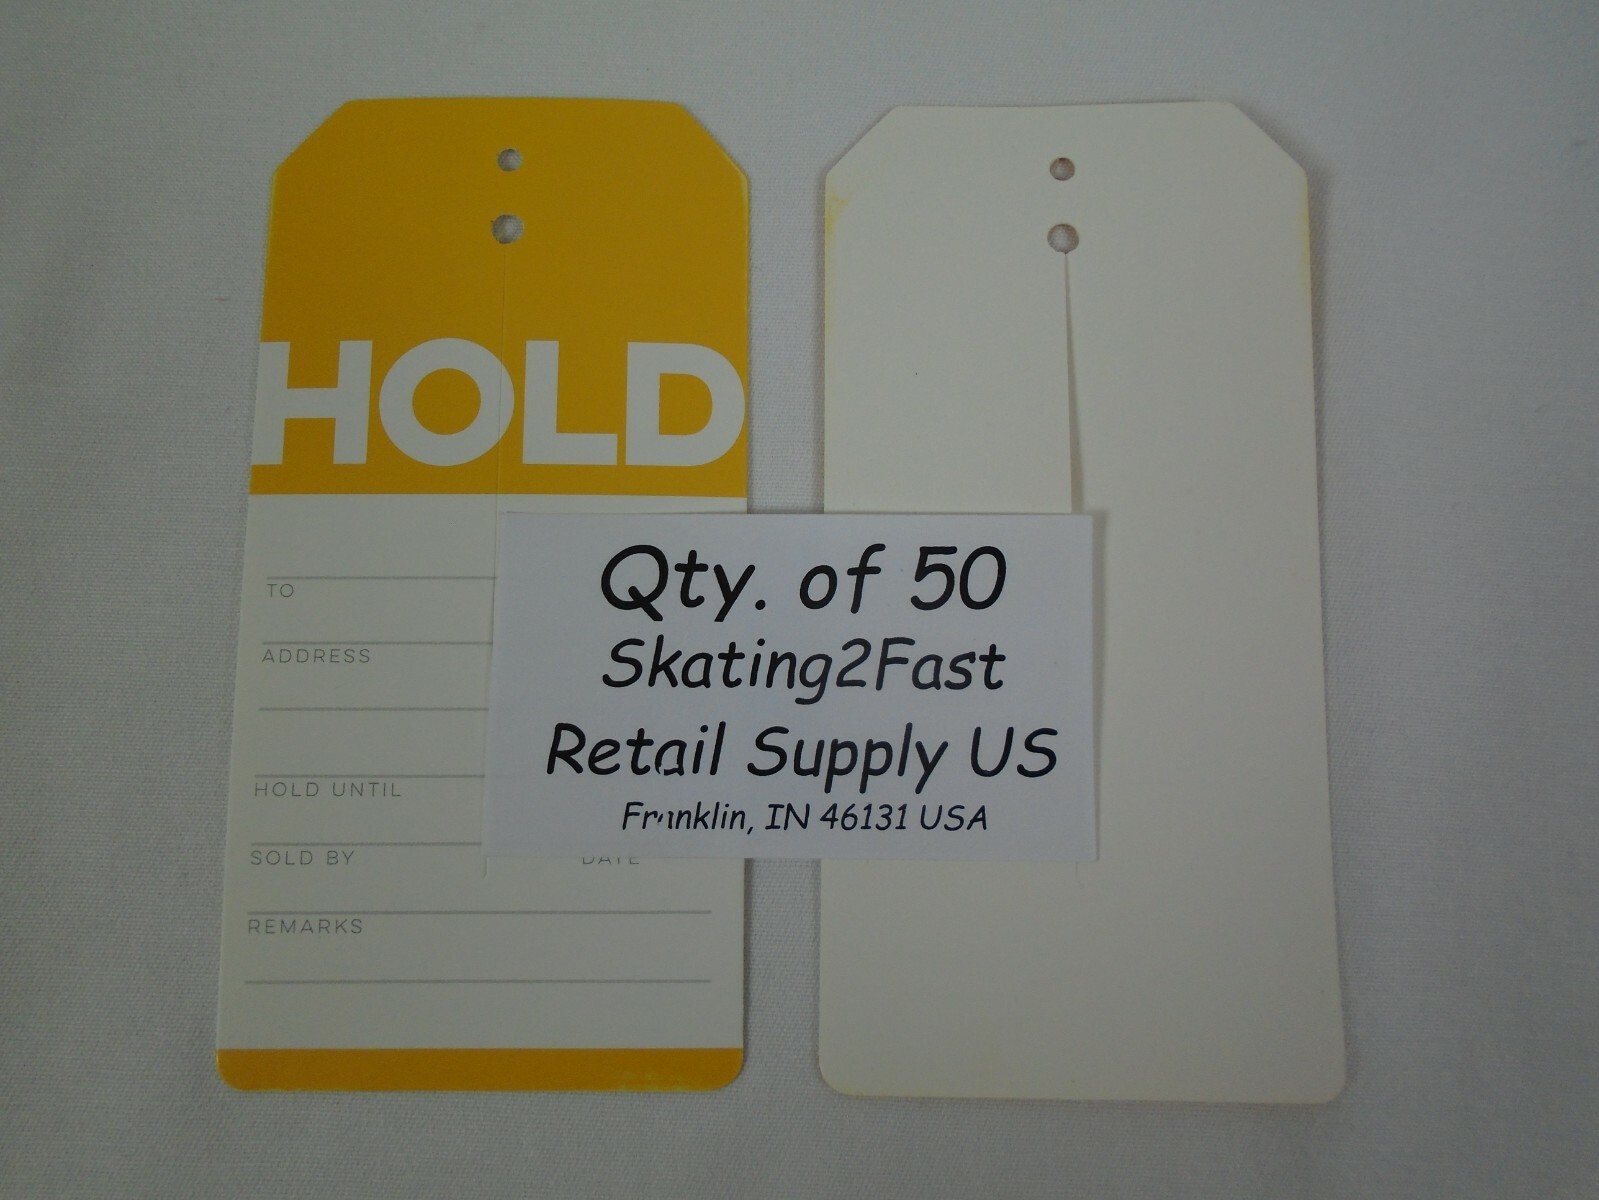 HOLD
TO
ADDRESS
HOLD UNTIL
SOLD BY DATE
REMARKS
Qty. of 50
Skating2Fast
Retail Supply US
Franklin, IN 46131 USA